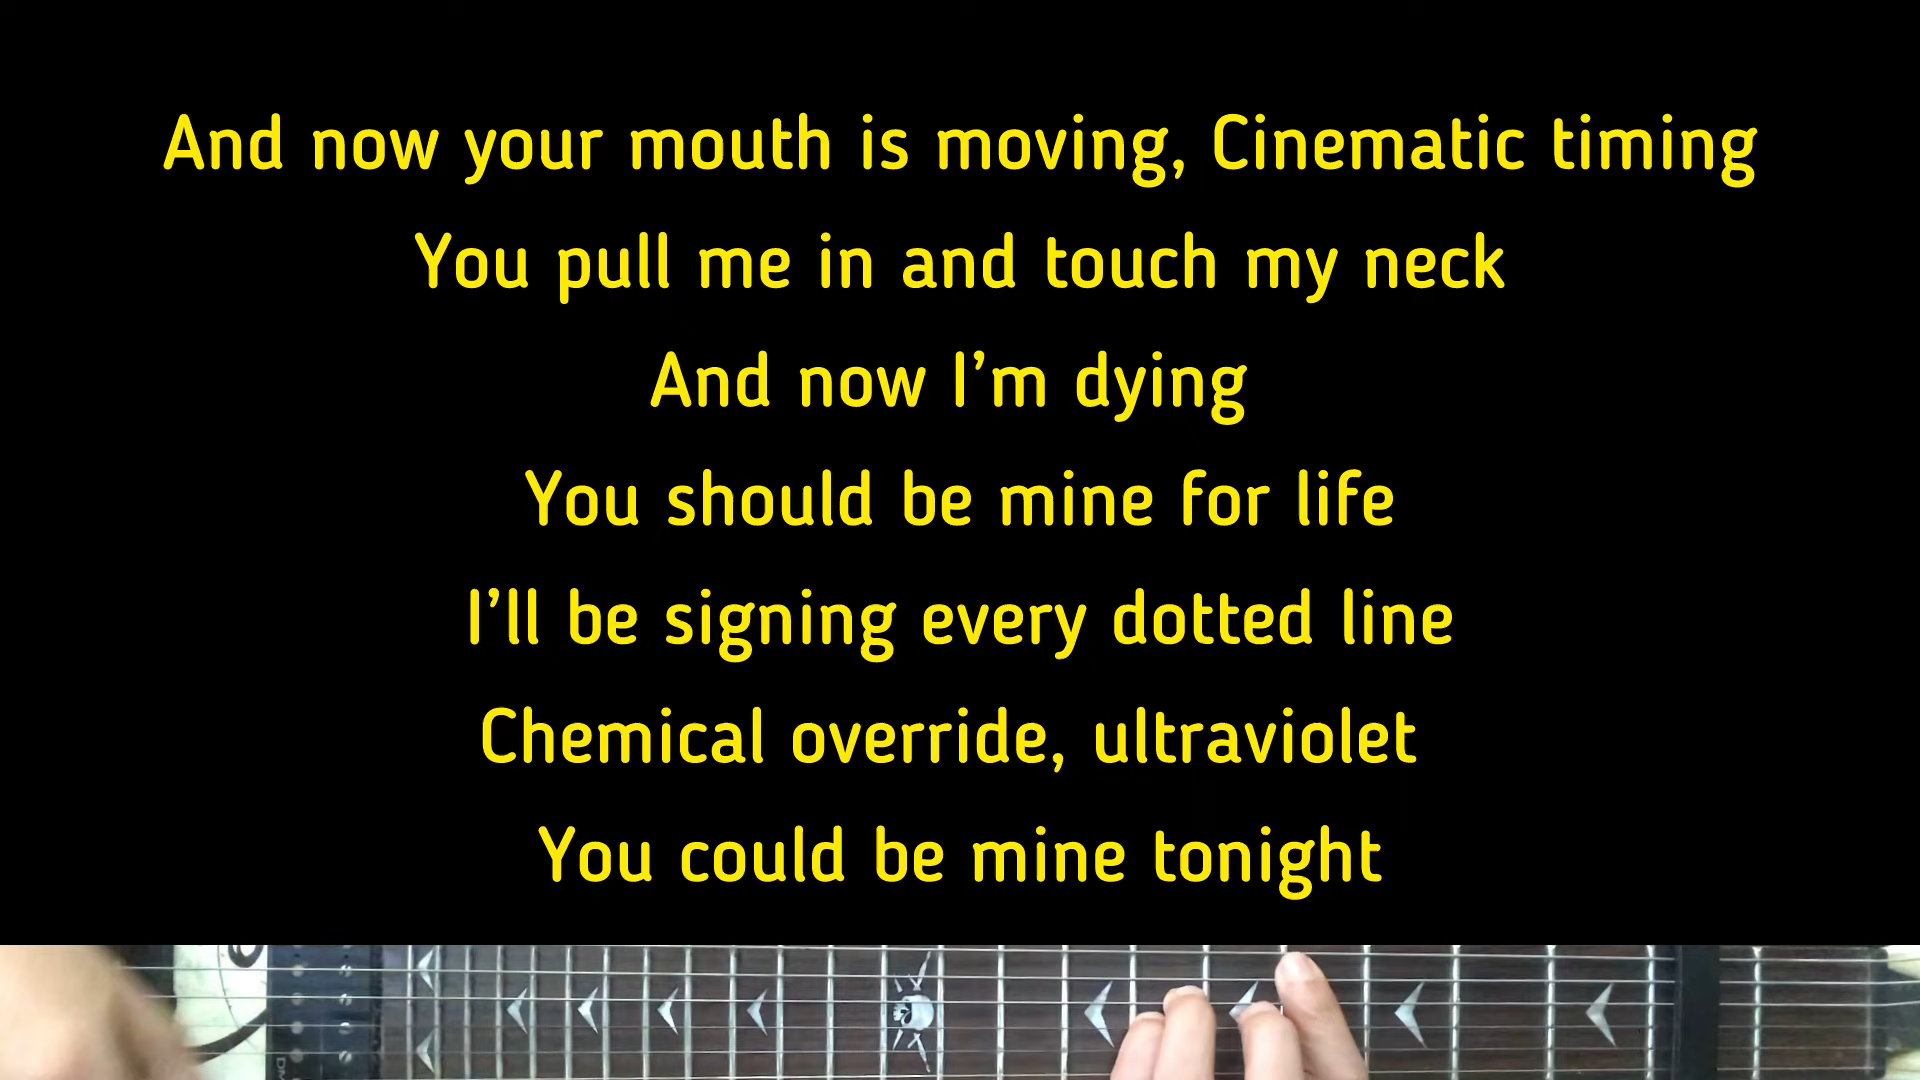 And now your mouth is moving, Cinematic timing
You pull me in and touch my neck
And now I’m dying
You should be mine for life
I’ll be signing every dotted line
Chemical override, ultraviolet
You could be mine tonight